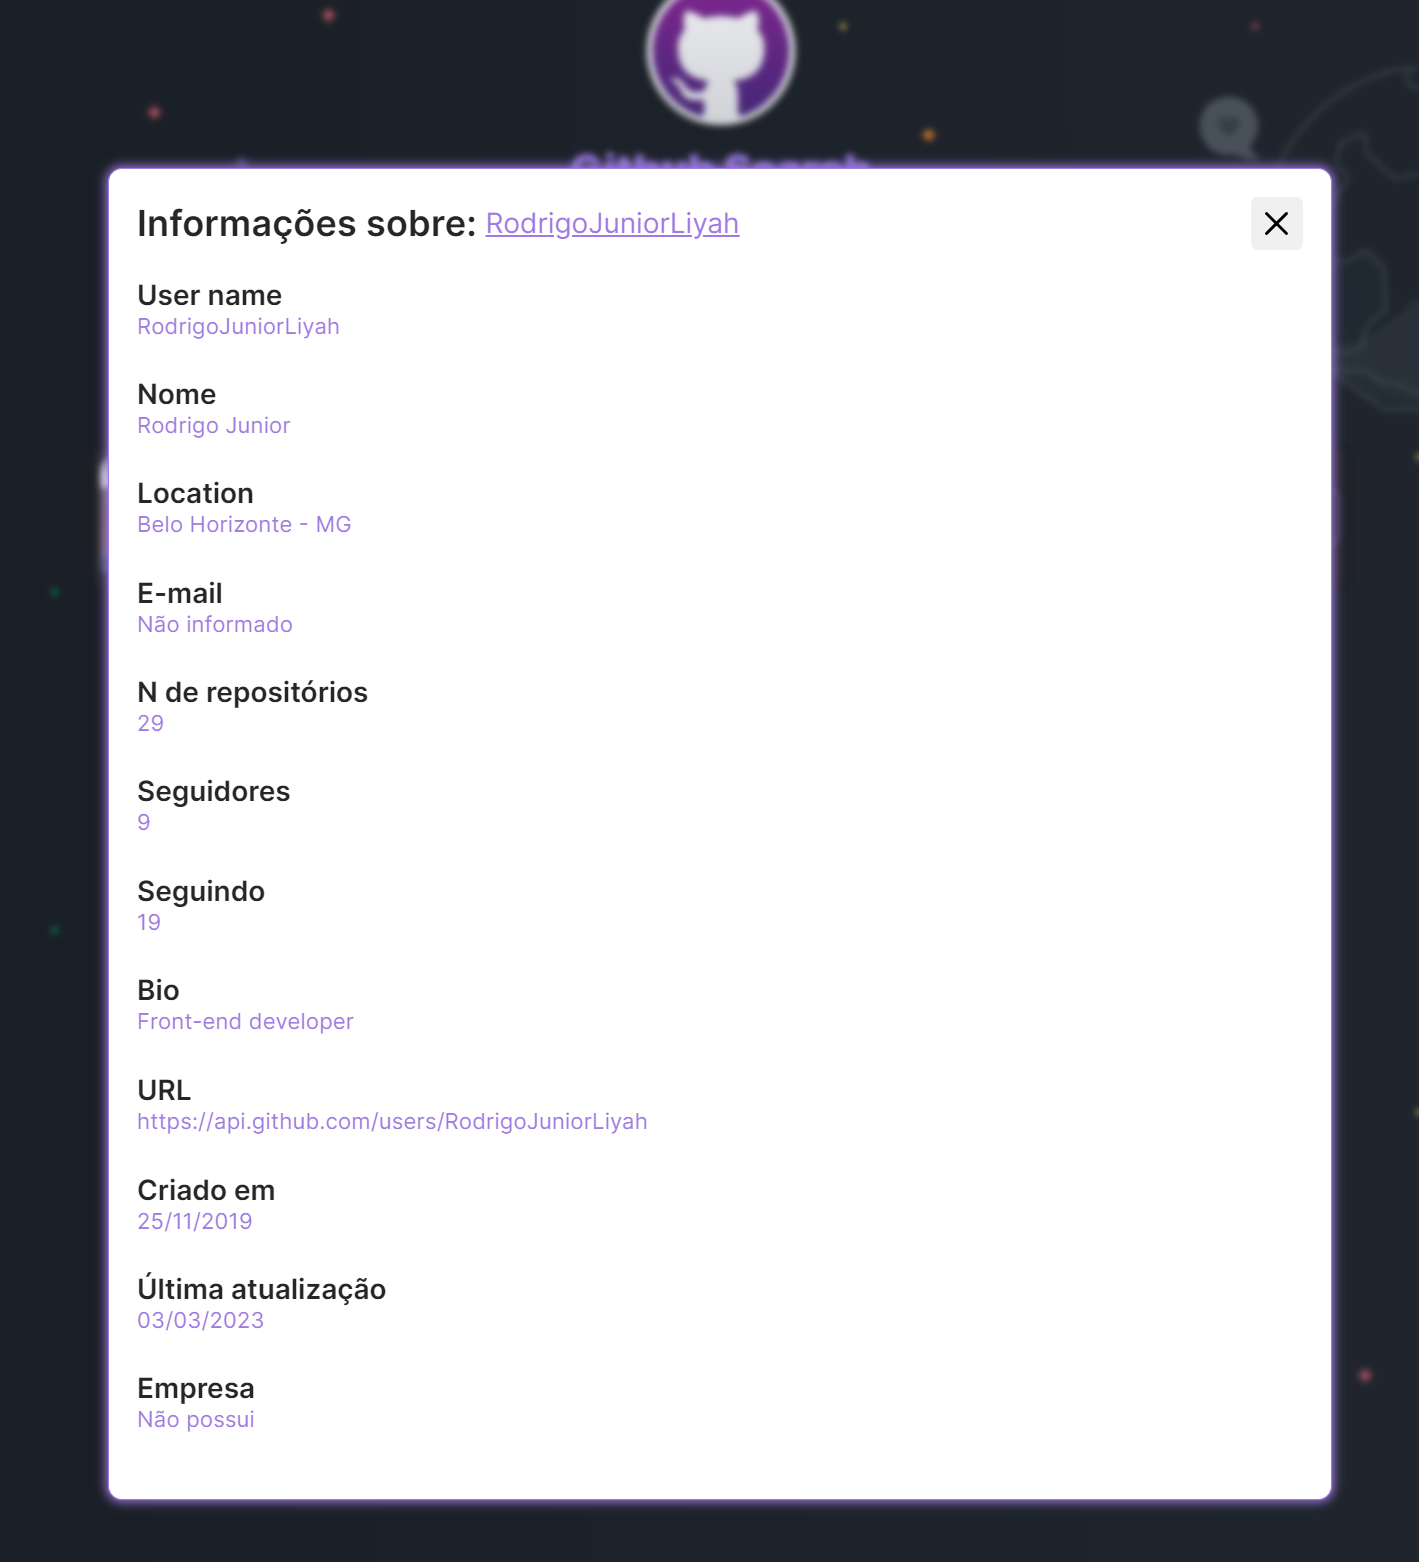 Github Search
Informações sobre: RodrigoJuniorLiyah
User name
RodrigoJuniorLiyah
Nome
Rodrigo Junior
Location
Belo Horizonte - MG
E-mail
Não informado
N de repositórios
29
Seguidores
9
Seguindo
19
Bio
Front-end developer
URL
https://api.github.com/users/RodrigoJuniorLiyah
Criado em
25/11/2019
Última atualização
03/03/2023
Empresa
Não possui